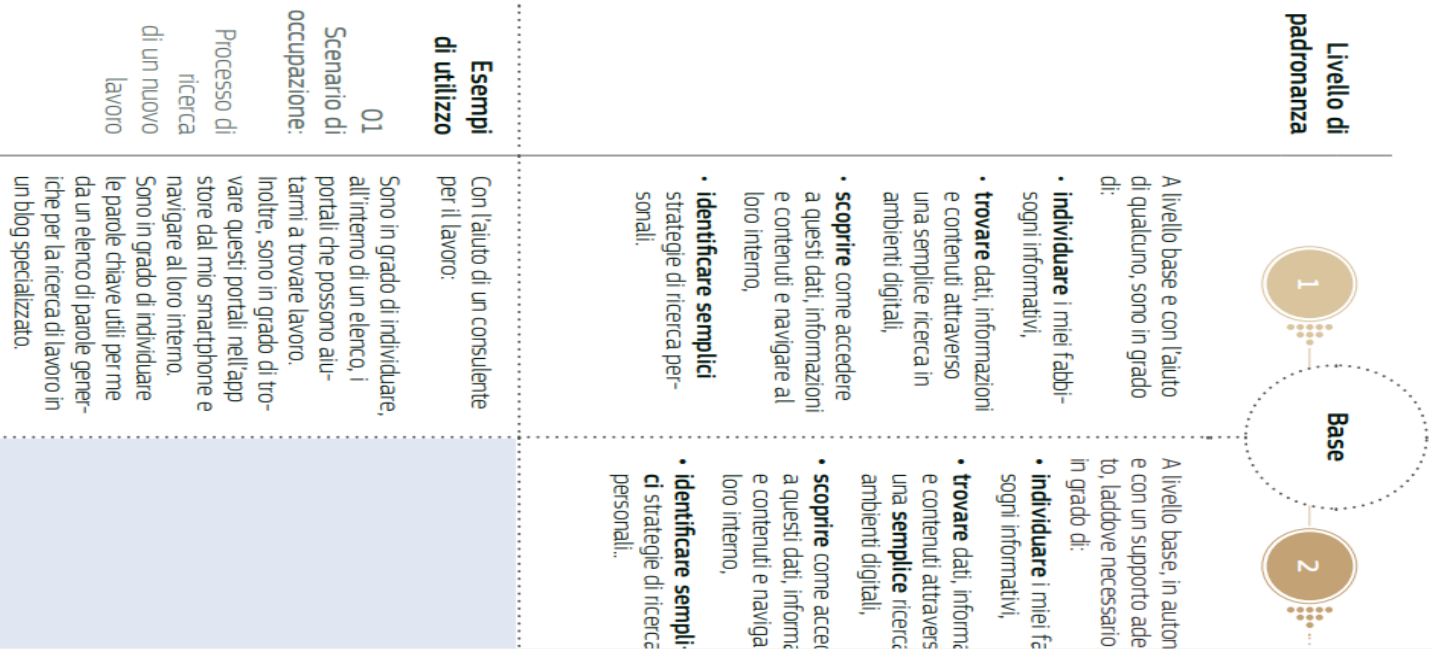 Livello di
padronanza
Base
1
2
A livello base e con l'aiuto
di qualcuno, sono in grado
di:
• individuare i miei fabbi-
sogni informativi,
• trovare dati, informazioni
e contenuti attraverso
una semplice ricerca in
ambienti digitali,
• scoprire come accedere
a questi dati, informazioni
e contenuti e navigare al
loro interno,
• identificare semplici
strategie di ricerca per-
sonali.
A livello base, in auton
e con un supporto ade
to, laddove necessario
in grado di:
• individuare i miei fa
sogni informativi,
• trovare dati, informa
e contenuti attravers
una semplice ricerca
ambienti digitali,
• scoprire come acced
a questi dati, informa
e contenuti e naviga
loro interno,
• identificare sempli-
ci strategie di ricerca
personali..
Esempi
di utilizzo
01
Scenario di
occupazione:
Processo di
ricerca
di un nuovo
lavoro
Con l'aiuto di un consulente
per il lavoro:
Sono in grado di individuare,
all'interno di un elenco, i
portali che possono aiu-
tarmi a trovare lavoro.
Inoltre, sono in grado di tro-
vare questi portali nell'app
store dal mio smartphone e
navigare al loro interno.
Sono in grado di individuare
le parole chiave utili per me
da un elenco di parole gener-
iche per la ricerca di lavoro in
un blog specializzato.